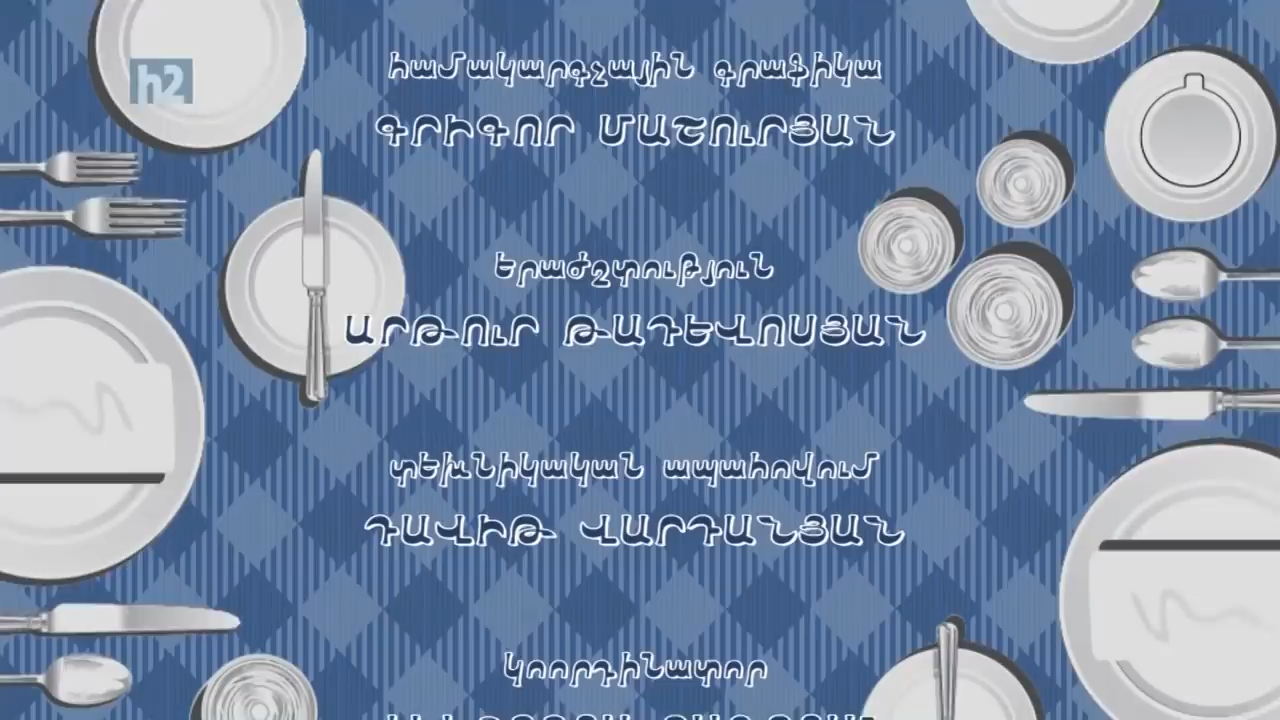 h2
համակարգչային գրաֆիկա
ԳՐԻԳՈՐ ՄԱՇՈւՐՅԱՆ
երաժշտություն
ԱՐԹՈւՐ ԹԱԴԵՎՈՍՅԱՆ
տեխնիկական ապահովում
ԴԱՎԻԹ ՎԱՐԴԱՆՅԱՆ
կոորդինատոր